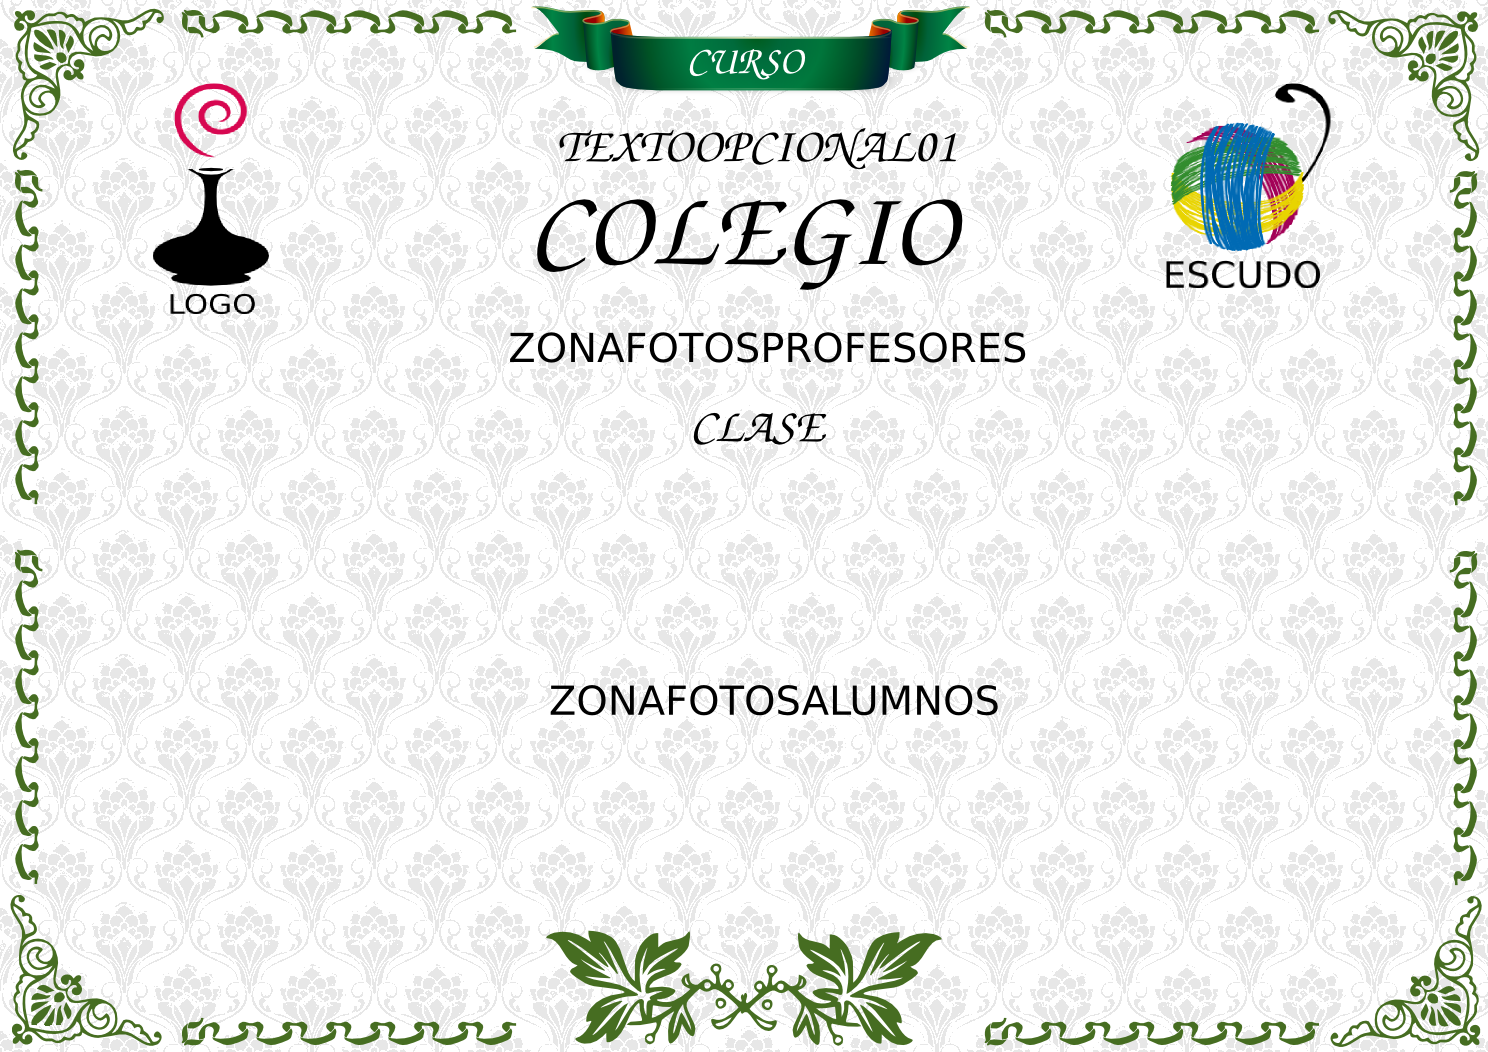 CURSO
TEXTOOPCIONAL01
COLEGIO
LOGO
ESCUDO
ZONAFOTOSPROFESORES
CLASE
ZONAFOTOSALUMNOS